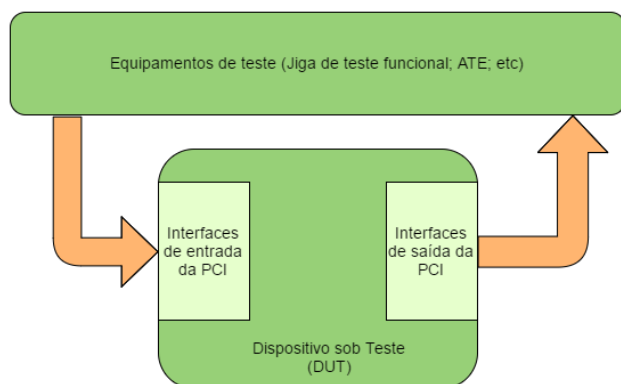 Equipamentos de teste (Jiga de teste funcional; ATE; etc)
Interfaces
de entrada
da PCI
Interfaces
de saída da
PCI
Dispositivo sob Teste
(DUT)